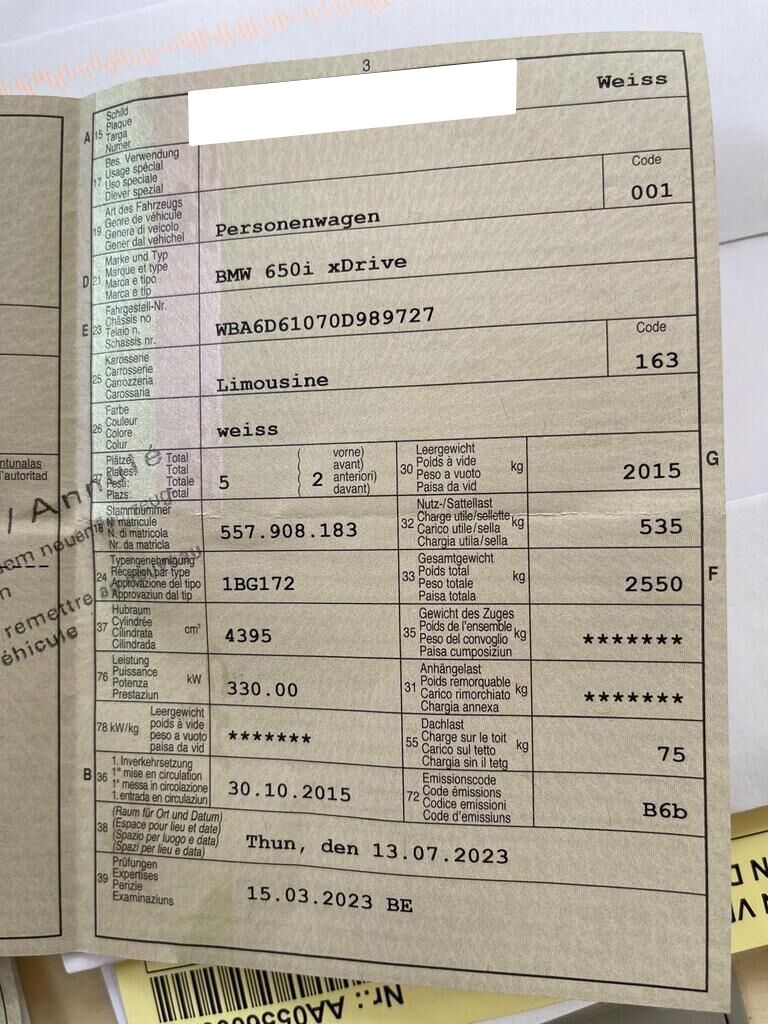 3
A 15 Schild
Plaque
Targa
Numer
Weiss
17 Bes. Verwendung
Usage spécial
Uso speciale
Diever spezial
19 Art des Fahrzeugs
Genre de véhicule
Genere di veicolo
Gener dal vehichel
Personenwagen
Code
001
D 21 Marke und Typ
Marque et type
Marca e tipo
Marca e tip
BMW 650i xDrive
E 23 Fahrgestell-Nr.
Châssis no
Telaio n.
Schassis nr.
WBA6D61070D989727
25 Karosserie
Carrosserie
Carrozzeria
Carossaria
Limousine
Code
163
26 Farbe
Couleur
Colore
Colur
weiss
Plätze: Total
Places: Total
Posti: Totale
Plazs: Total
5
2
vorne)
avant)
anteriori)
davant)
30 Leergewicht
Poids à vide
Peso a vuoto
Paisa da vid
kg
2015
G
18 Stammnummer
N° matricule
N. di matricola
Nr. da matricla
557.908.183
32 Nutz-/Sattellast
Charge utile/sellette
Carico utile/sella
Chargia utila/sella
kg
535
24 Typengenehmigung
Réception par type
Approvazione del tipo
Approvaziun dal tip
1BG172
33 Gesamtgewicht
Poids total
Peso totale
Paisa totala
kg
2550
F
37 Hubraum
Cylindrée
Cilindrata
Cilindrada
cm³
4395
35 Gewicht des Zuges
Poids de l'ensemble
Peso del convoglio
Paisa cumposiziun
kg
*******
76 Leistung
Puissance
Potenza
Prestaziun
kW
330.00
31 Anhängelast
Poids remorquable
Carico rimorchiato
Chargia annexa
kg
*******
78 kW/kg
Leergewicht
poids à vide
peso a vuoto
paisa da vid
*******
55 Dachlast
Charge sur le toit
Carico sul tetto
Chargia sin il tetg
kg
75
B 36 1. Inverkehrsetzung
1re mise en circulation
1a messa in circolazione
1. entrada en circulaziun
30.10.2015
72 Emissionscode
Code émissions
Codice emissioni
Code d'emissiuns
B6b
38 (Raum für Ort und Datum)
(Espace pour lieu et date)
(Spazio per luogo e data)
(Spazi per lieu e data)
Thun, den 13.07.2023
39 Prüfungen
Expertises
Perizie
Examinaziuns
15.03.2023 BE
ntunalas
l'autoritad
/ Annulé
em neuen
remettre a
éhicule
Nr.: AA0550